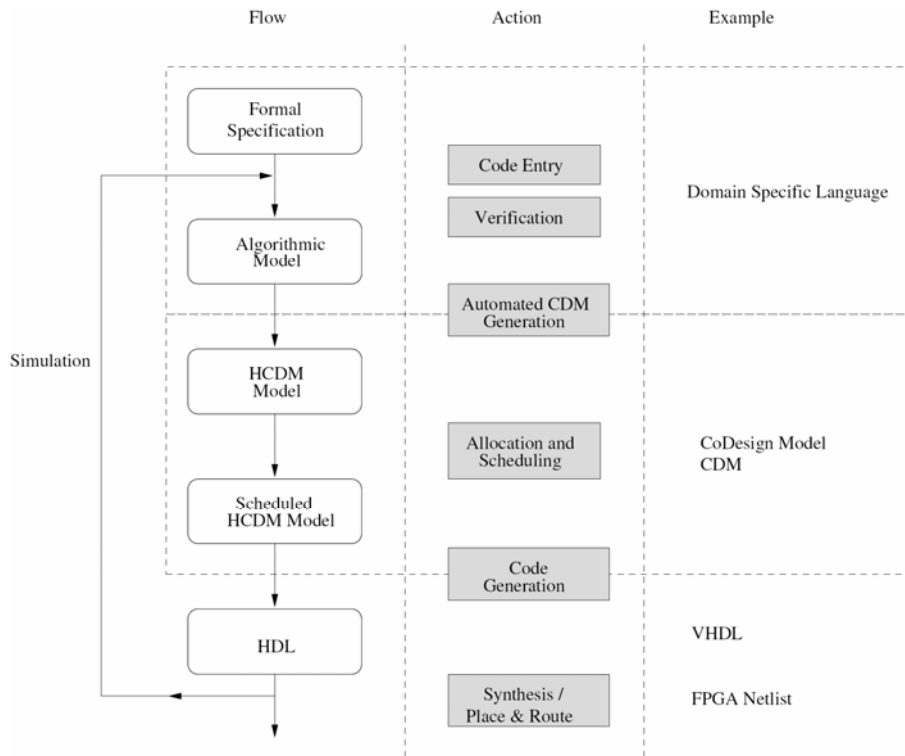 Flow
Action
Example
Formal
Specification
Code Entry
Domain Specific Language
Verification
Algorithmic
Model
Automated CDM
Generation
Simulation
HCDM
Model
Allocation and
Scheduling
CoDesign Model
CDM
Scheduled
HCDM Model
Code
Generation
HDL
VHDL
Synthesis /
Place & Route
FPGA Netlist